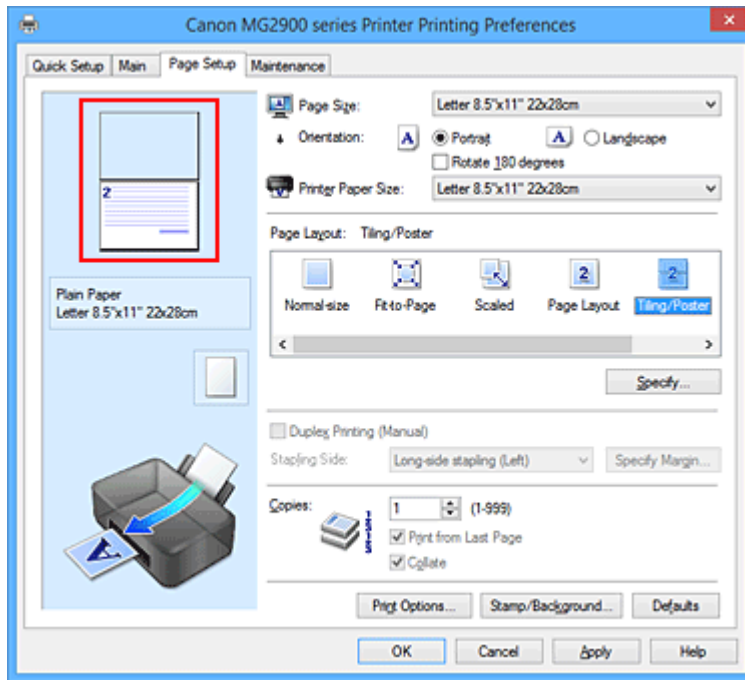 Canon MG2900 series Printer Printing Preferences
Quick Setup Main Page Setup Maintenance
2
Plain Paper
Letter 8.5"x11" 22x28cm
Page Size: Letter 8.5"x11" 22x28cm
Orientation: A Portrait A Landscape
Rotate 180 degrees
Printer Paper Size: Letter 8.5"x11" 22x28cm
Page Layout: Tiling/Poster
2 2
Normal-size Fit-to-Page Scaled Page Layout Tiling/Poster
Specify...
Duplex Printing (Manual)
Stapling Side: Long-side stapling (Left) Specify Margin...
Copies: 1 (1-999)
Print from Last Page
Collate
A
Print Options... Stamp/Background... Defaults
OK Cancel Apply Help